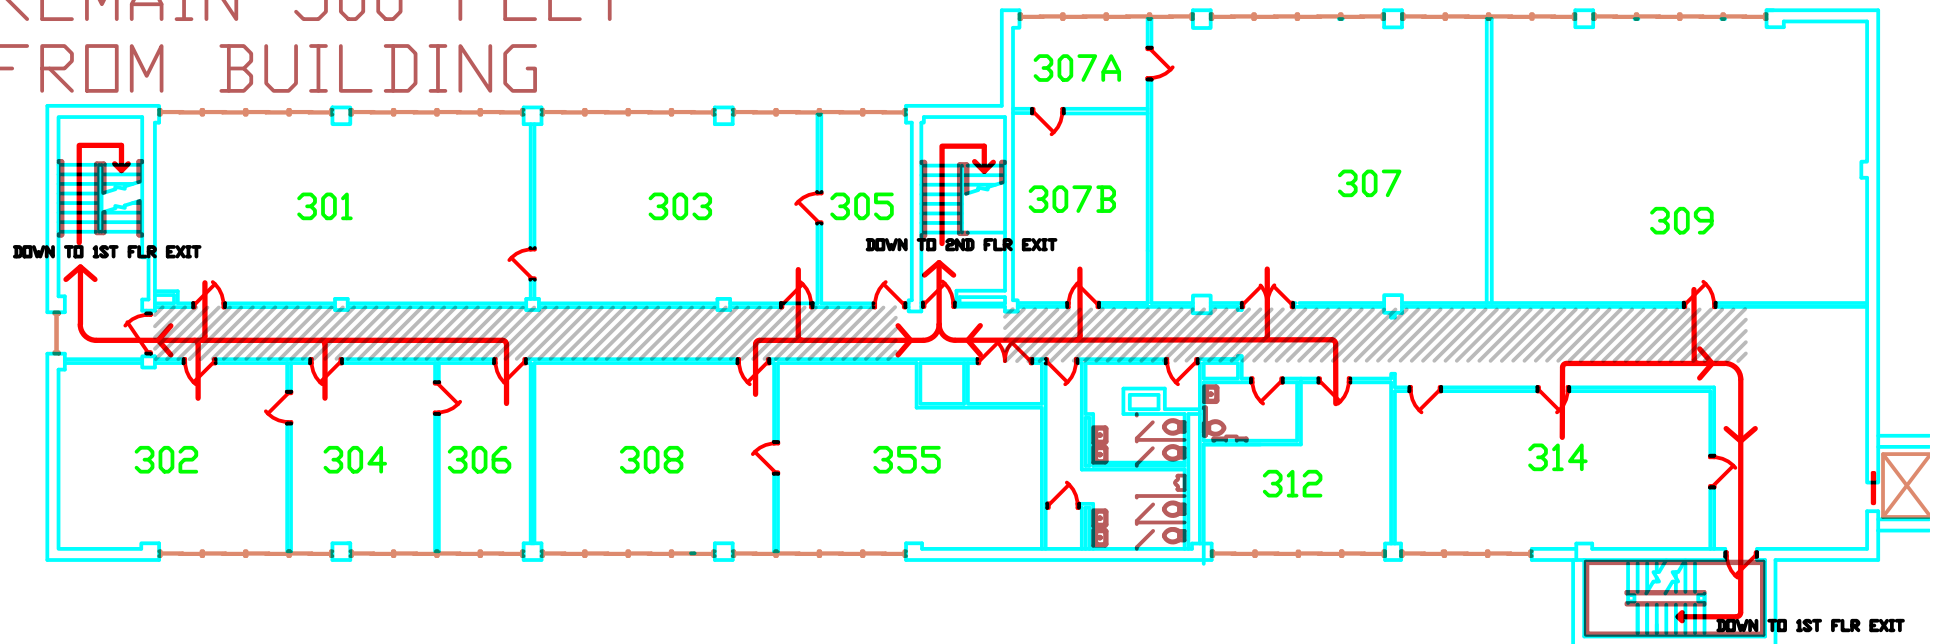 REMAIN 300 FEET
FROM BUILDING
307A
301
303
305
307B
307
309
DOWN TO 1ST FLR EXIT
DOWN TO 2ND FLR EXIT
302
304
306
308
355
312
314
DOWN TO 1ST FLR EXIT